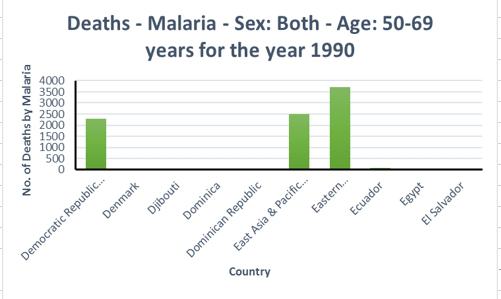 Deaths - Malaria - Sex: Both - Age: 50-69
years for the year 1990
No. of Deaths by Malaria
4000
3500
3000
2500
2000
1500
1000
500
0
Democratic Republic...
Denmark
Djibouti
Dominica
Dominican Republic
East Asia & Pacific...
Eastern...
Ecuador
Egypt
El Salvador
Country